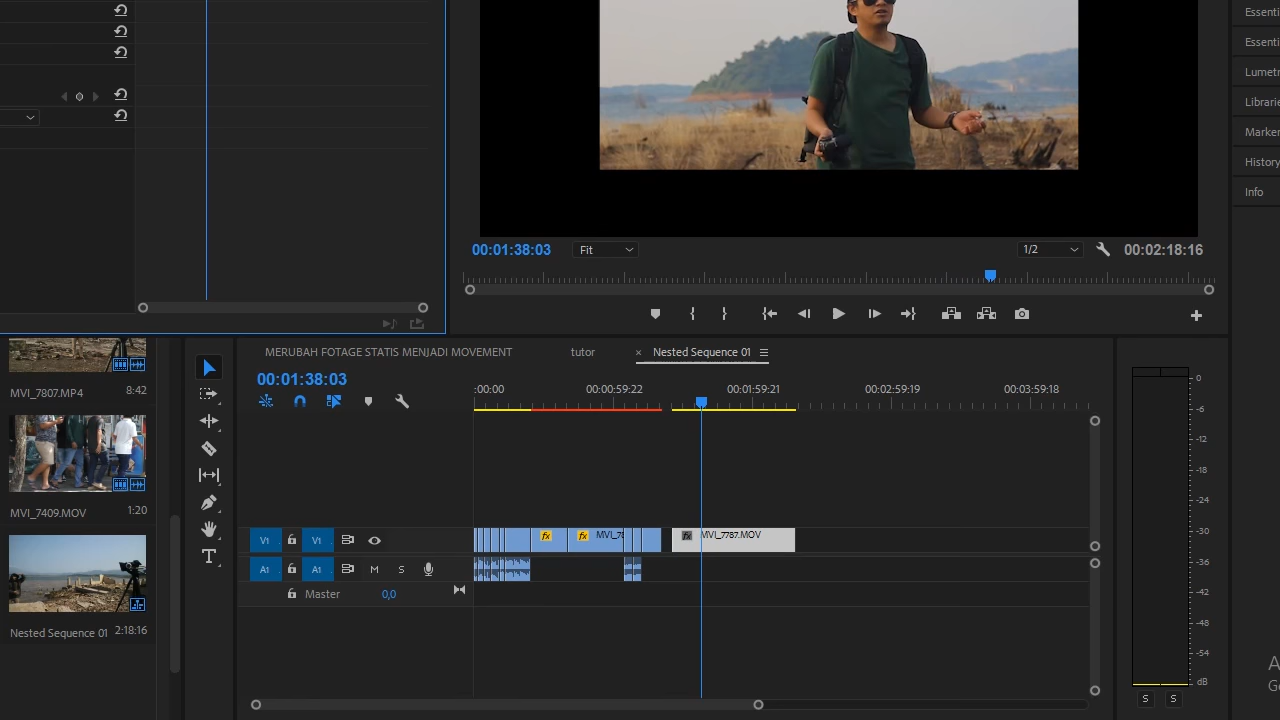 Essenti
Essenti
Lumetr
Librarie
Marker
History
Info
00:01:38:03
Fit
1/2
00:02:18:16
MVI_7807.MP4
8:42
MVI_7409.MOV
1:20
Nested Sequence 01
2:18:16
MERUBAH FOTAGE STATIS MENJADI MOVEMENT
tutor
× Nested Sequence 01
00:01:38:03
:00:00
00:00:59:22
00:01:59:21
00:02:59:19
00:03:59:18
V1
V1
fx
fx
MVI_78
fx
MVI_7787.MOV
A1
A1
M
S
Master
0,0
0
-6
-12
-18
-24
-30
-36
-42
-48
-54
dB
S
S
A
Go